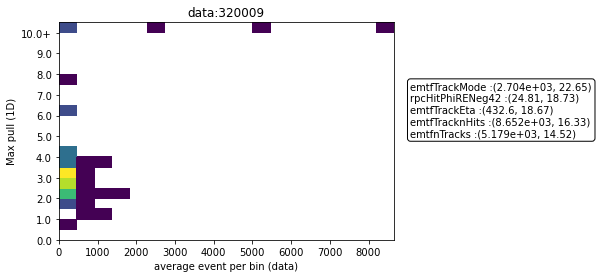 data:320009
10.0+
9.0
8.0
7.0
6.0
5.0
4.0
3.0
2.0
1.0
0.0
Max pull (1D)
0
1000
2000
3000
4000
5000
6000
7000
8000
average event per bin (data)
emtfTrackMode :(2.704e+03, 22.65)
rpcHitPhiRENeg42 :(24.81, 18.73)
emtfTrackEta :(432.6, 18.67)
emtfTracknHits :(8.652e+03, 16.33)
emtfnTracks :(5.179e+03, 14.52)